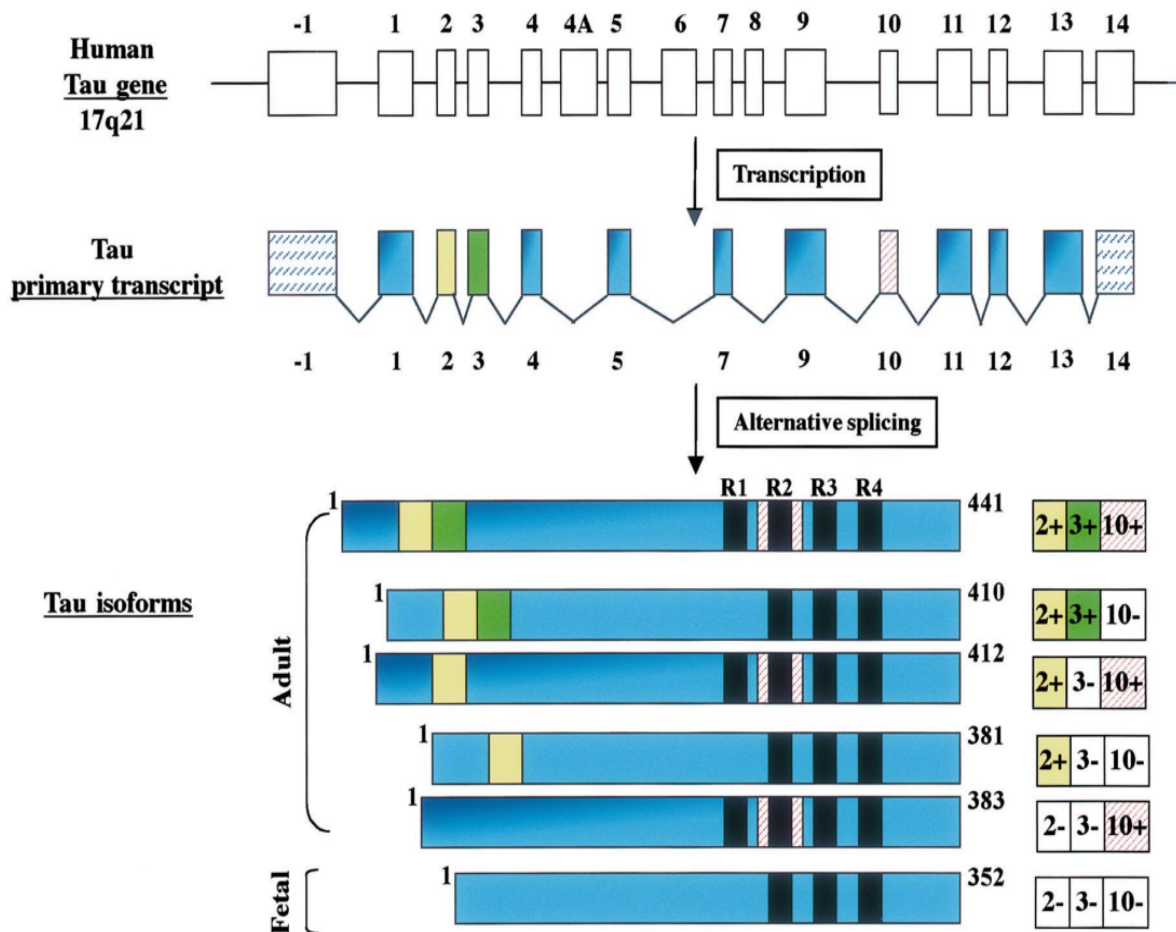 -1 1 2 3 4 4A 5 6 7 8 9 10 11 12 13 14
Human
Tau gene
17q21
Transcription
Tau
primary transcript
-1 1 2 3 4 5 7 9 10 11 12 13 14
Alternative splicing
R1 R2 R3 R4
1 441 2+ 3+ 10+
Tau isoforms
Adult
1 410 2+ 3+ 10-
1 412 2+ 3- 10+
1 381 2+ 3- 10-
1 383 2- 3- 10+
Fetal
1 352 2- 3- 10-